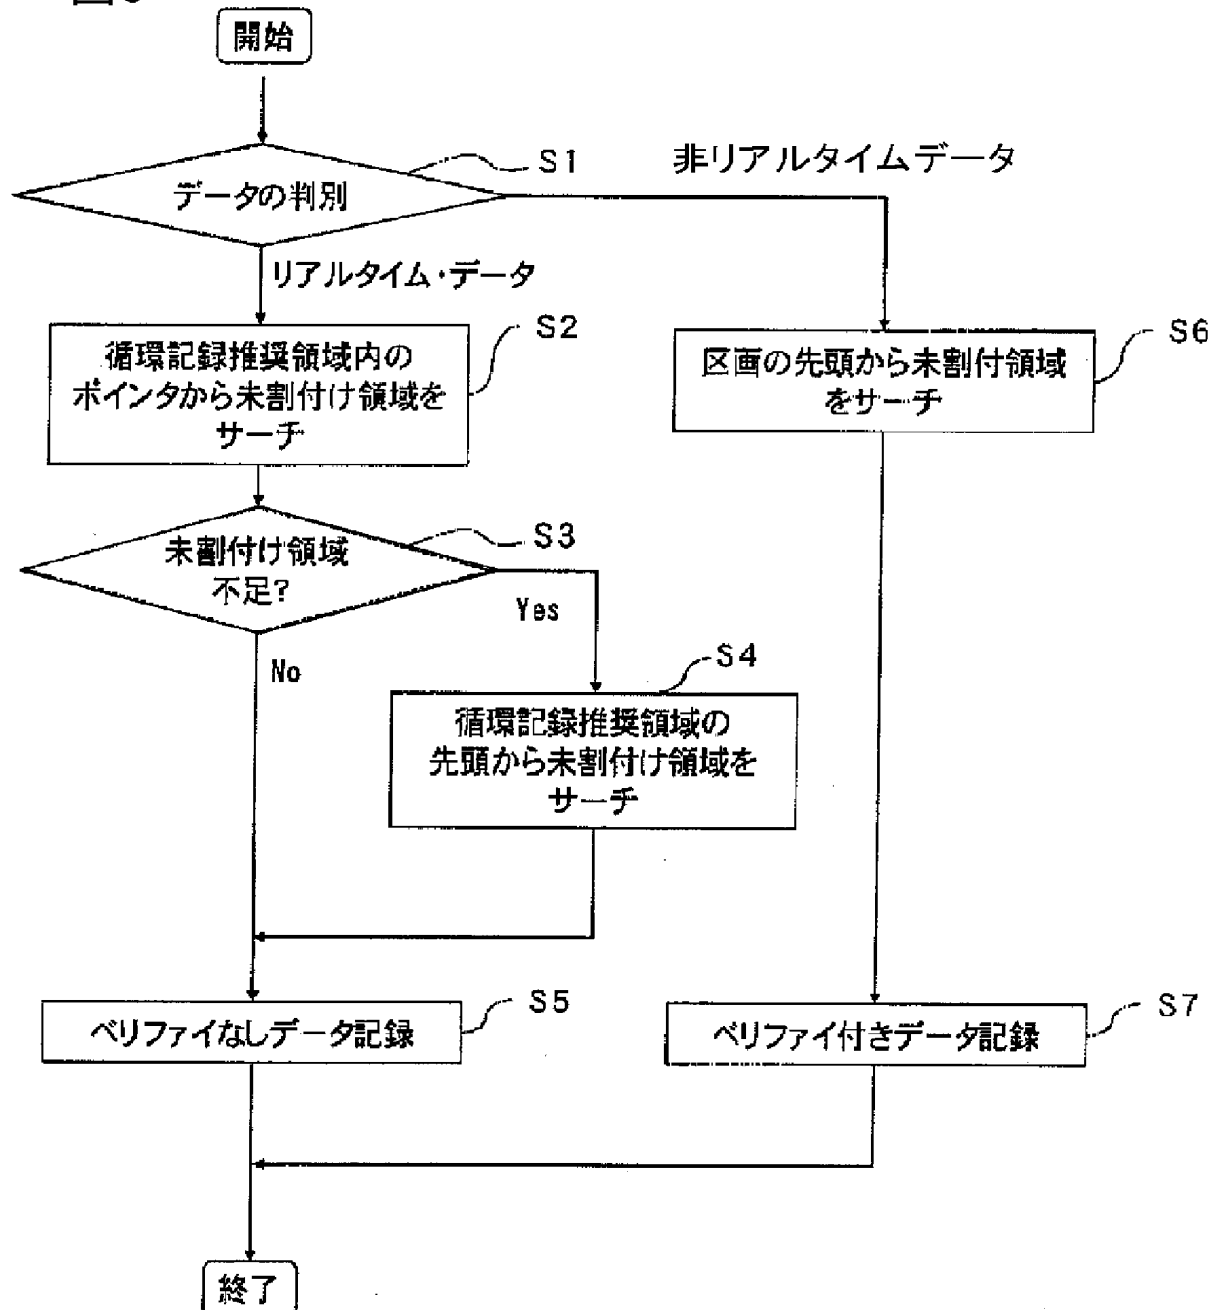 開始
S1
非リアルタイムデータ
データの判別
リアルタイム・データ
S2
循環記録推奨領域内の
ポインタから未割付け領域を
サーチ
S6
区画の先頭から未割付領域
をサーチ
S3
未割付け領域
不足?
Yes
No
S4
循環記録推奨領域の
先頭から未割付け領域を
サーチ
S5
ベリファイなしデータ記録
S7
ベリファイ付きデータ記録
終了